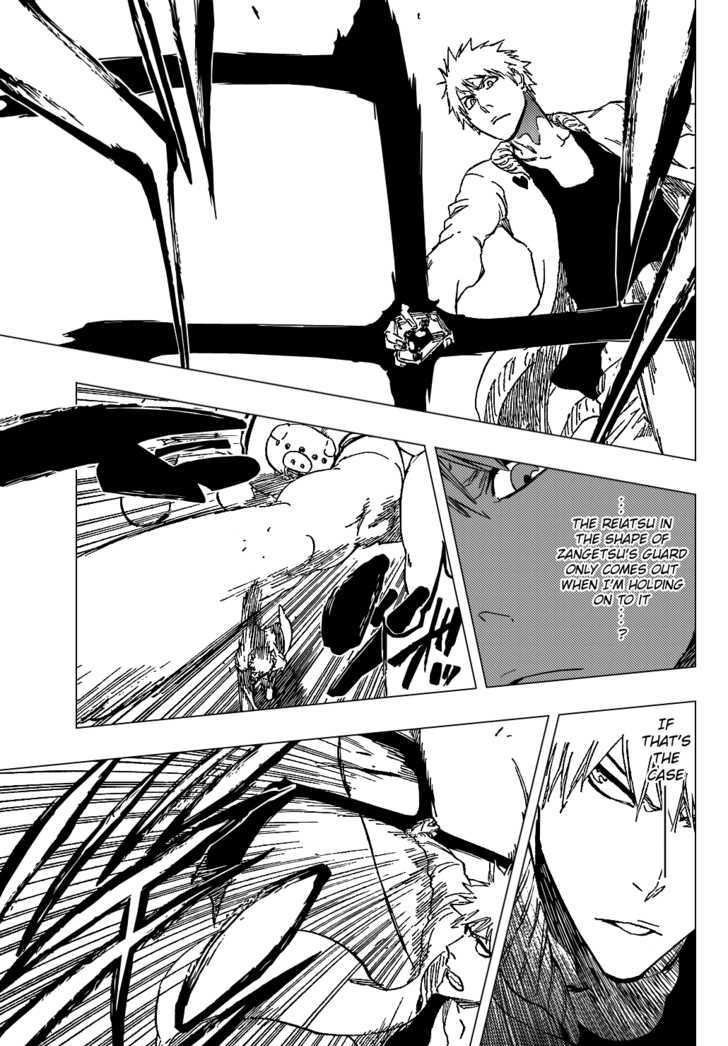 ......
THE REIATSU IN
THE SHAPE OF
ZANGETSU'S GUARD
ONLY COMES OUT
WHEN I'M HOLDING
ON TO IT
......
?
IF
THAT'S
THE
CASE